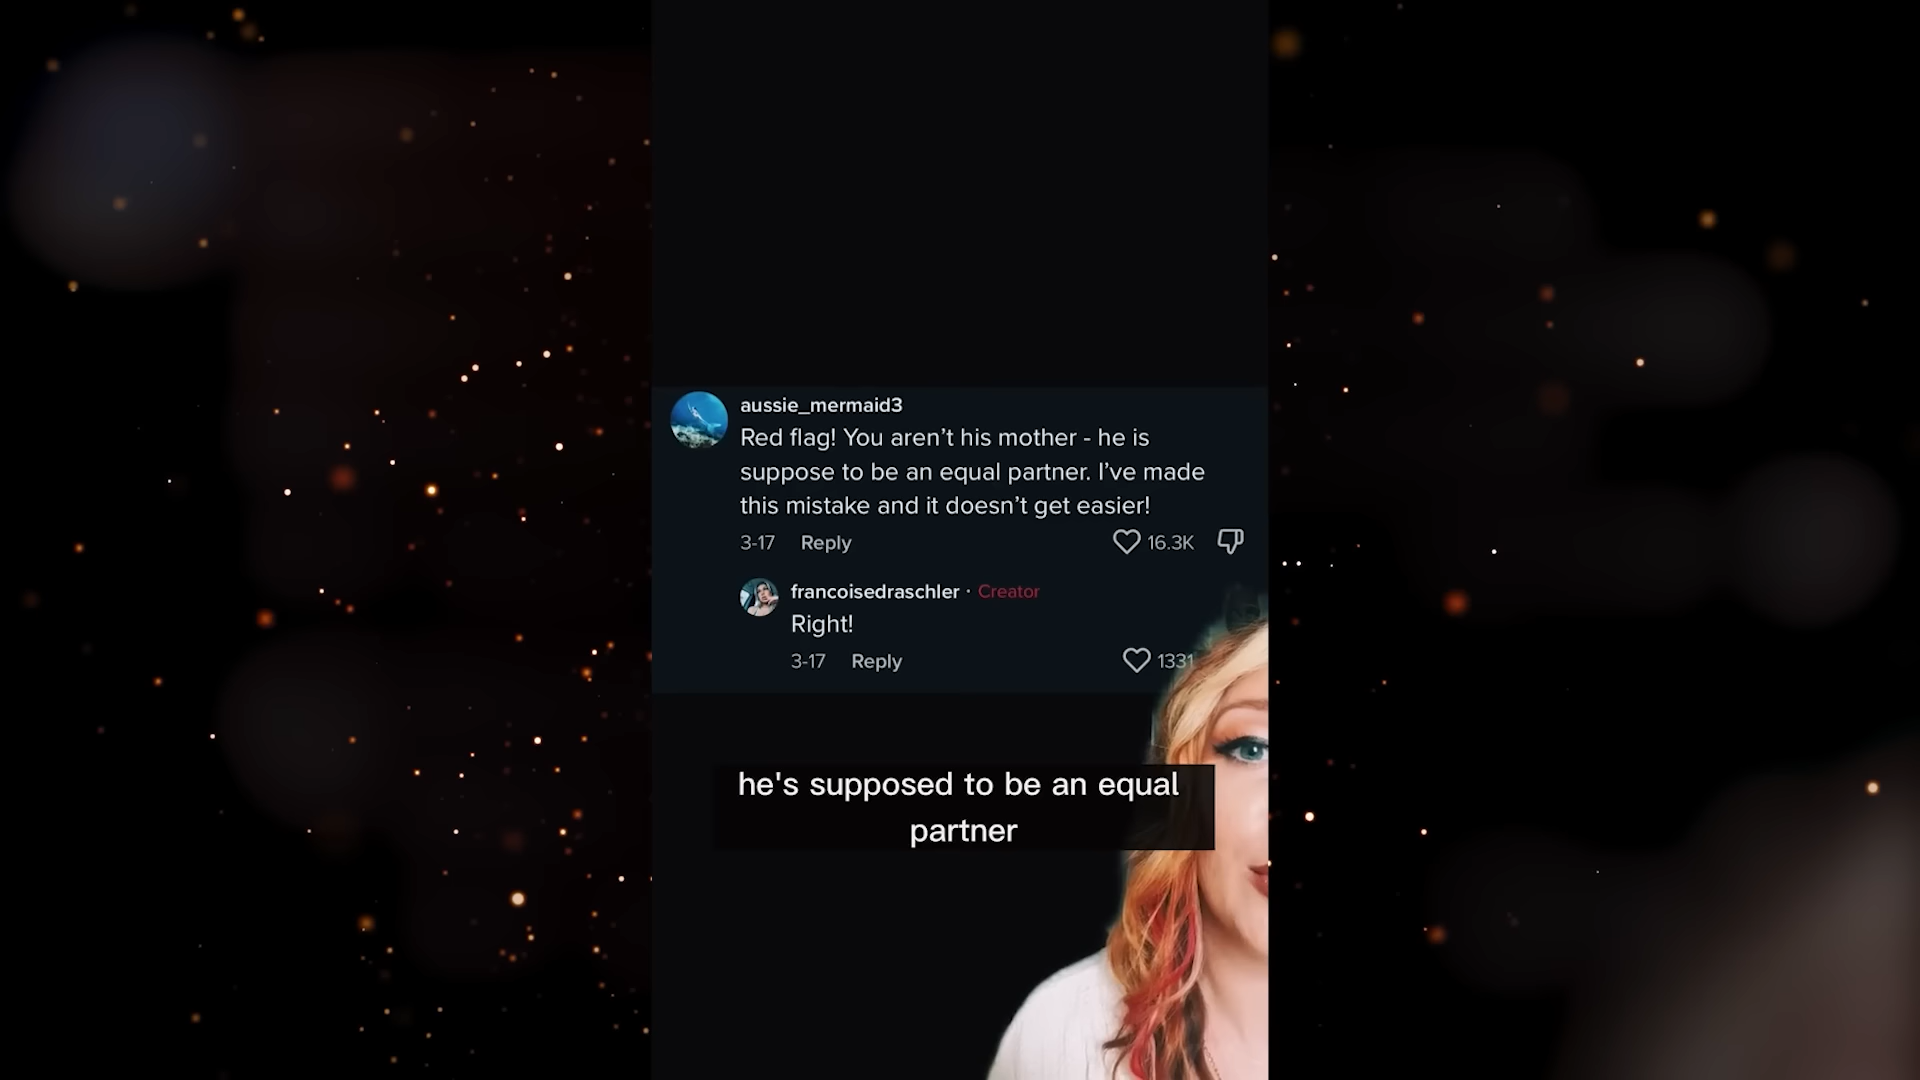 aussie_mermaid3
Red flag! You aren’t his mother - he is
suppose to be an equal partner. I’ve made
this mistake and it doesn’t get easier!
3-17 Reply 16.3K
francoisedraschler · Creator
Right!
3-17 Reply 1331
he's supposed to be an equal
partner